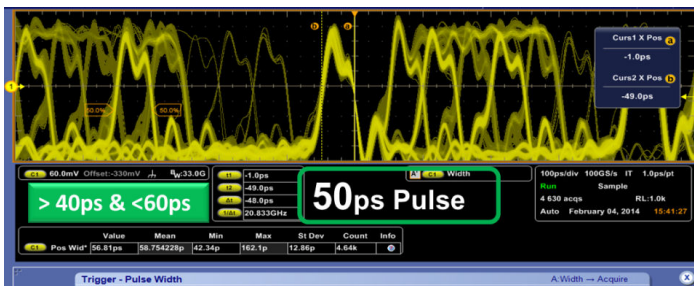 b
a
Curs1 X Pos a
-1.0ps
Curs2 X Pos b
-49.0ps
1
50.0%
50.0%
C1 60.0mV Offset:-330mV BW:33.0G
t1 -1.0ps
t2 -49.0ps
Δt -48.0ps
1/Δt 20.833GHz
A' C1 Width
100ps/div 100GS/s IT 1.0ps/pt
Run Sample
4 630 acqs RL:1.0k
Auto February 04, 2014 15:41:27
> 40ps & <60ps
50ps Pulse
Value Mean Min Max St Dev Count Info
C1 Pos Wid* 56.81ps 58.754228p 42.34p 162.1p 12.86p 4.64k
Trigger - Pulse Width
A:Width → Acquire
X